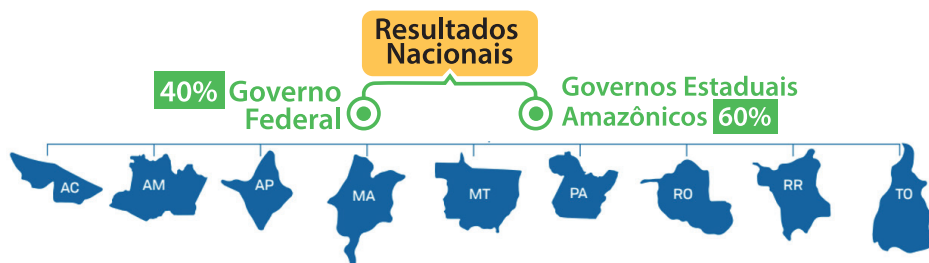 Resultados
Nacionais
40% Governo
Federal
Governos Estaduais
Amazônicos 60%
AC
AM
AP
MA
MT
PA
RO
RR
TO